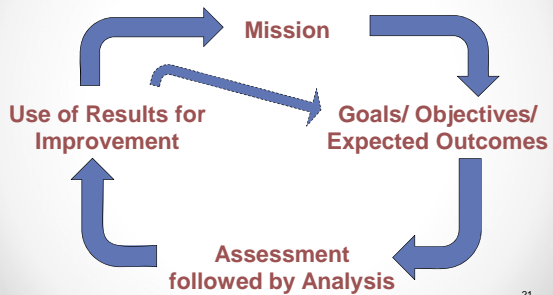 Mission
Use of Results for
Improvement
Goals/ Objectives/
Expected Outcomes
Assessment
followed by Analysis
21